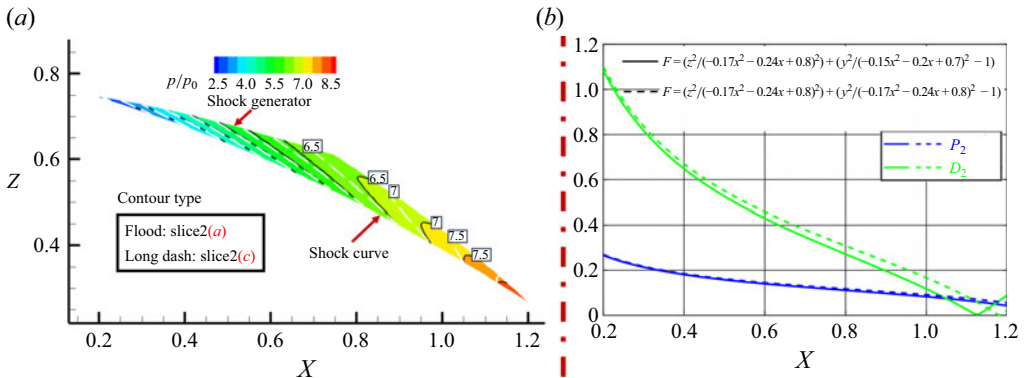 (a)
p/p0
2.5 4.0 5.5 7.0 8.5
Shock generator
0.8
0.6
0.4
Z
6.5
6.5
7
7
7.5
7.5
Contour type
Flood: slice2(a)
Long dash: slice2(c)
Shock curve
0.2 0.4 0.6 0.8 1.0 1.2
X
(b)
1.2
1.0
0.8
0.6
0.4
0.2
0
F = (z²/(−0.17x² − 0.24x + 0.8)²) + (y²/(−0.15x² − 0.2x + 0.7)² − 1)
F = (z²/(−0.17x² − 0.24x + 0.8)²) + (y²/(−0.17x² − 0.24x + 0.8)² − 1)
P2
D2
0.2 0.4 0.6 0.8 1.0 1.2
X